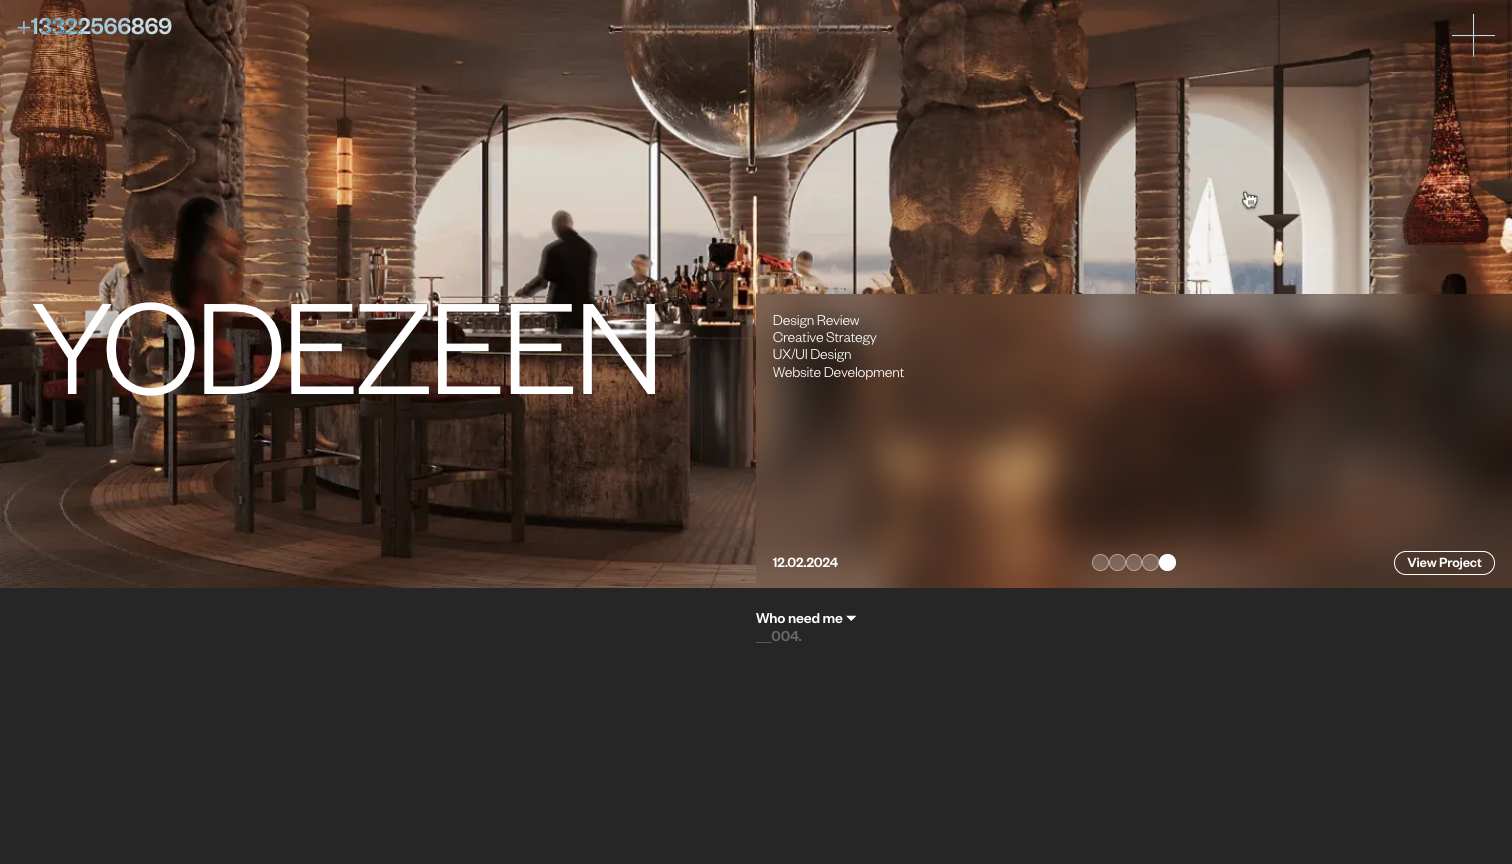 +13322566869
YODEZEEN
Design Review
Creative Strategy
UX/UI Design
Website Development
12.02.2024
View Project
Who need me
__004.